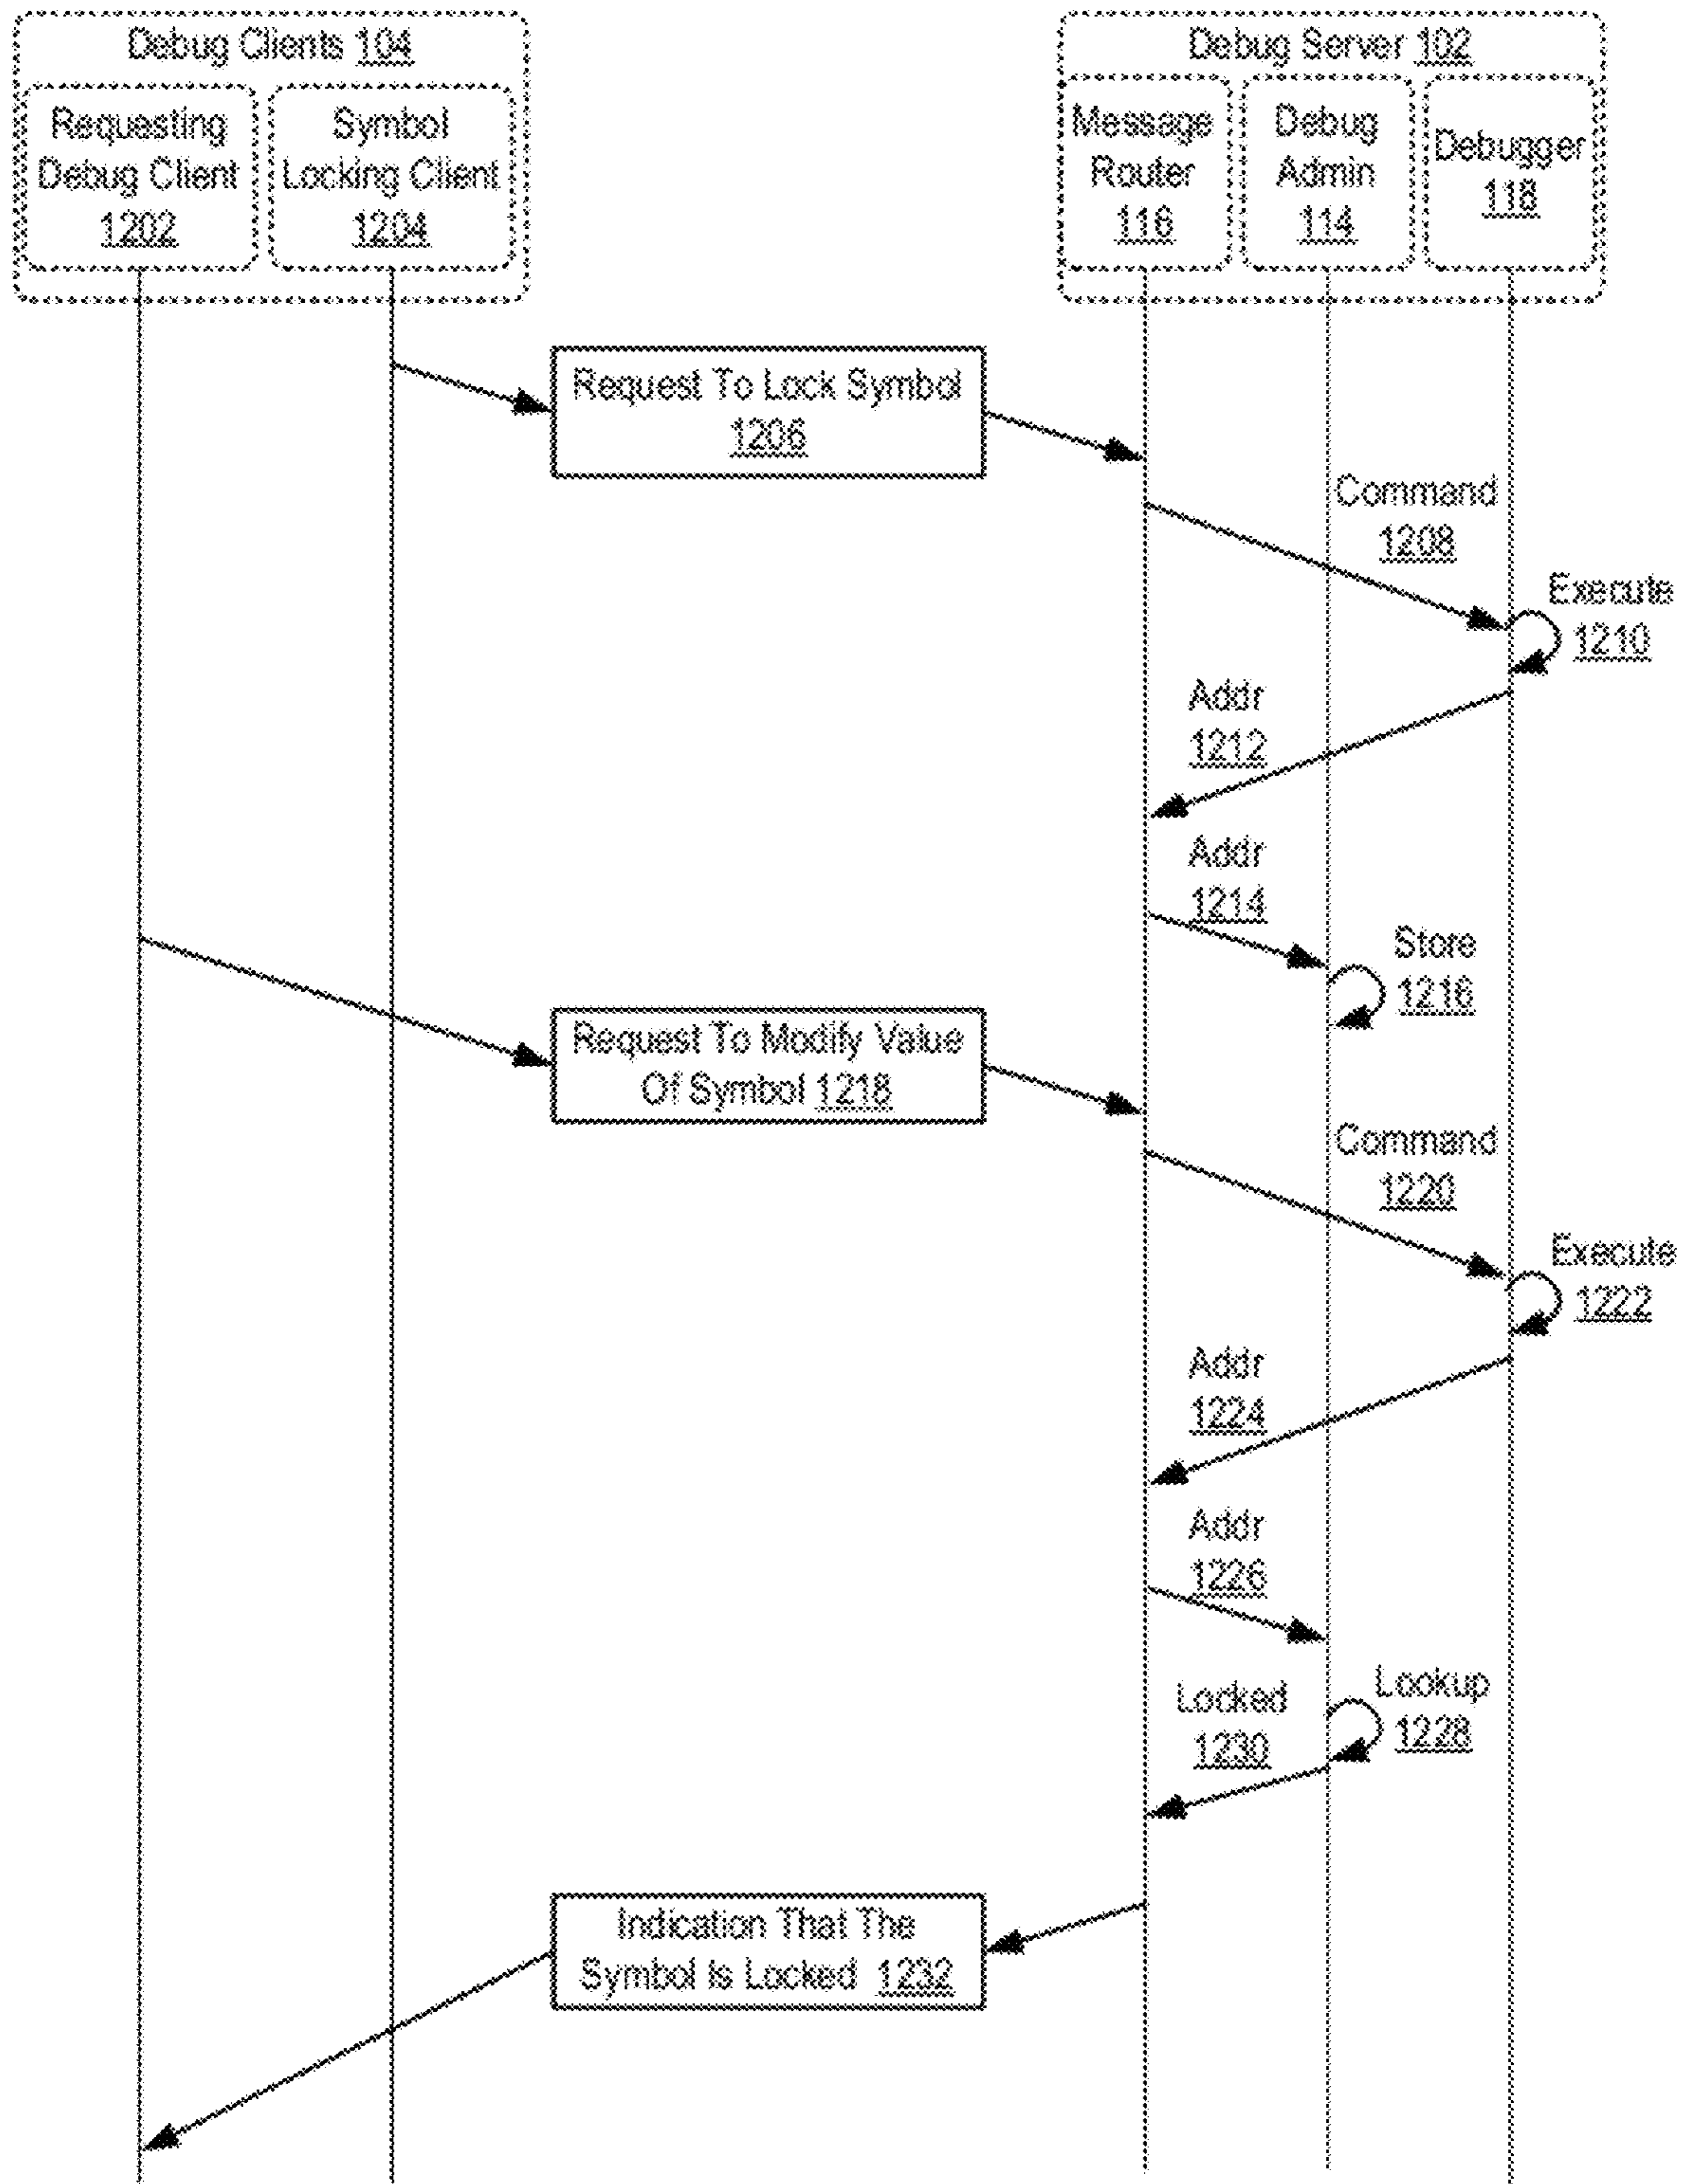 Debug Clients 104
Requesting
Debug Client
1202
Symbol
Locking Client
1204
Debug Server 102
Message
Router
116
Debug
Admin
114
Debugger
118
Request To Lock Symbol
1206
Command
1208
Execute
1210
Addr
1212
Addr
1214
Store
1216
Request To Modify Value
Of Symbol 1218
Command
1220
Execute
1222
Addr
1224
Addr
1226
Lookup
1228
Locked
1230
Indication That The
Symbol Is Locked 1232